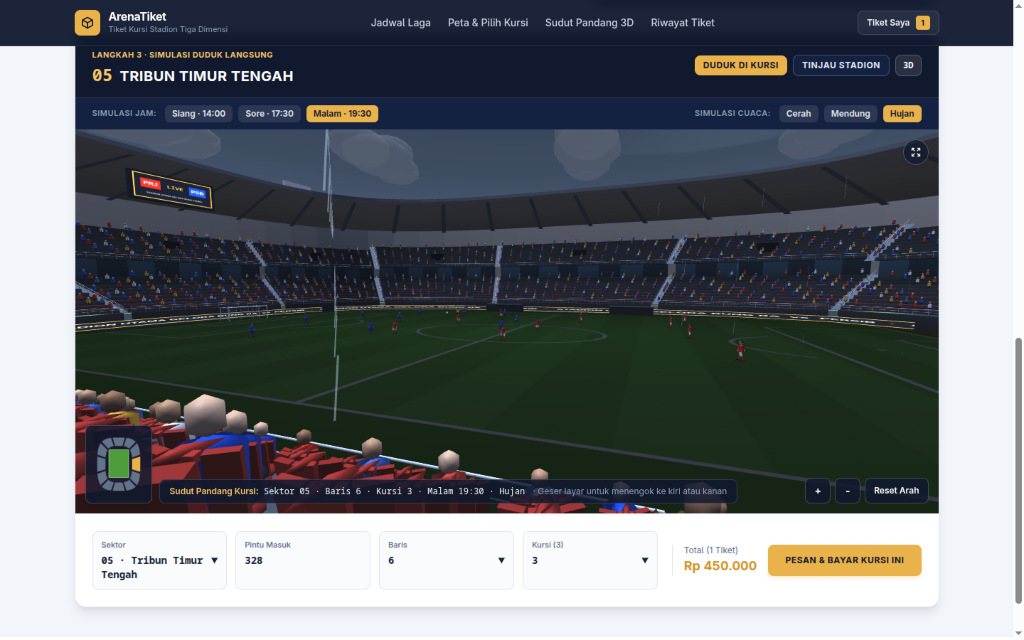 ArenaTiket
Tiket Kursi Stadion Tiga Dimensi
Jadwal Laga
Peta & Pilih Kursi
Sudut Pandang 3D
Riwayat Tiket
Tiket Saya 1
LANGKAH 3 · SIMULASI DUDUK LANGSUNG
05 TRIBUN TIMUR TENGAH
DUDUK DI KURSI
TINJAU STADION
3D
SIMULASI JAM:
Siang · 14:00
Sore · 17:30
Malam · 19:30
SIMULASI CUACA:
Cerah
Mendung
Hujan
LIVE
Sudut Pandang Kursi: Sektor 05 · Baris 6 · Kursi 3 · Malam 19:30 · Hujan
Geser layar untuk menengok ke kiri atau kanan
+
-
Reset Arah
Sektor
05 · Tribun Timur
Tengah
Pintu Masuk
328
Baris
6
Kursi (3)
3
Total (1 Tiket)
Rp 450.000
PESAN & BAYAR KURSI INI